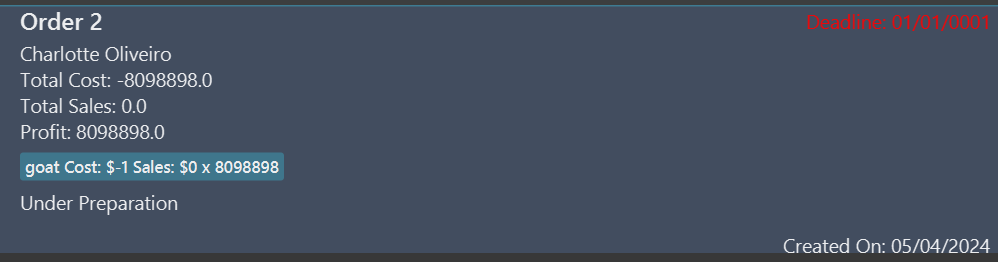 Order 2
Deadline: 01/01/0001
Charlotte Oliveiro
Total Cost: -8098898.0
Total Sales: 0.0
Profit: 8098898.0
goat Cost: $-1 Sales: $0 x 8098898
Under Preparation
Created On: 05/04/2024